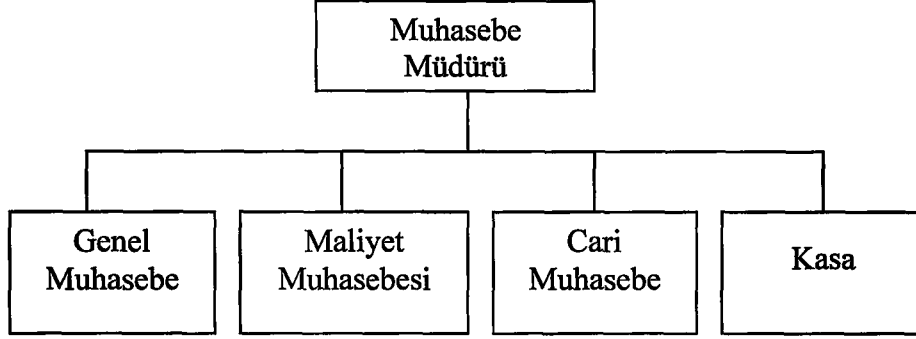 Muhasebe
Müdürü
Genel
Muhasebe
Maliyet
Muhasebesi
Cari
Muhasebe
Kasa